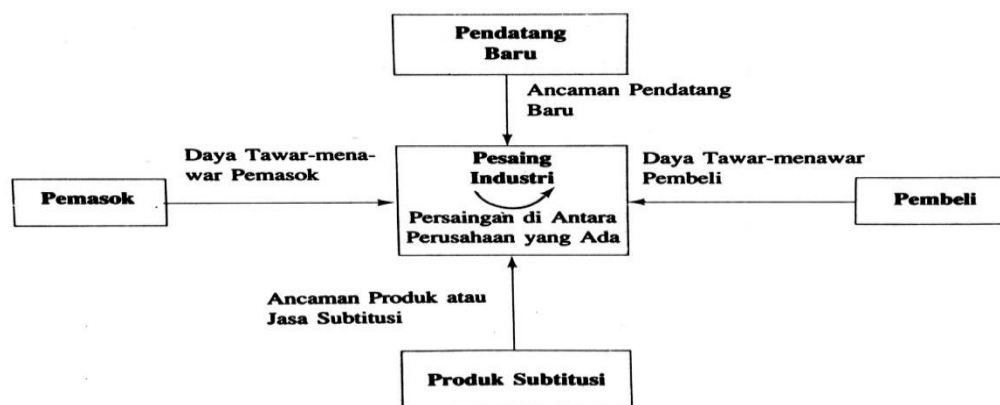 Pendatang
Baru
Ancaman Pendatang
Baru
Daya Tawar-mena-
war Pemasok
Pemasok
Pesaing
Industri
Persaingan di Antara
Perusahaan yang Ada
Daya Tawar-menawar
Pembeli
Pembeli
Ancaman Produk atau
Jasa Subtitusi
Produk Subtitusi